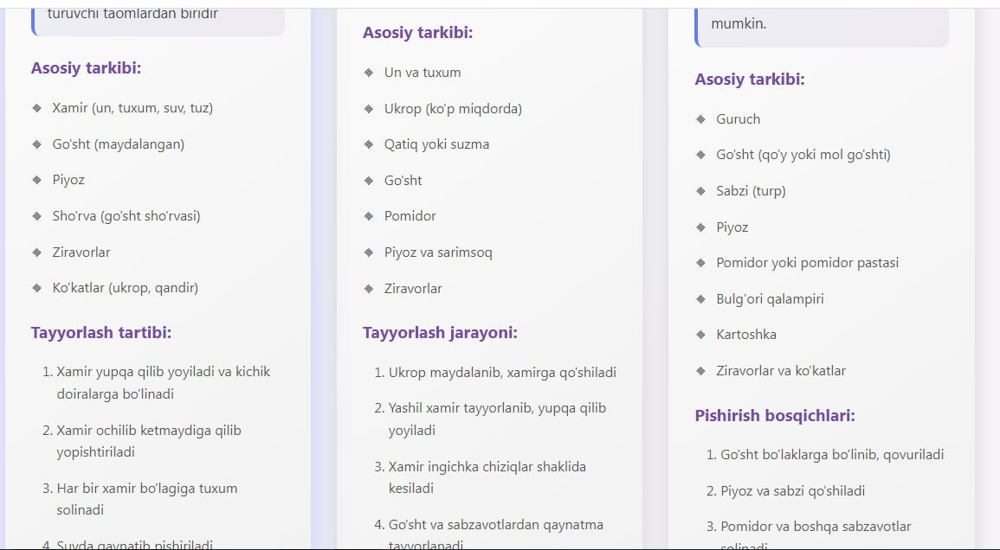 turuvchi taomlardan biridir
Asosiy tarkibi:
Xamir (un, tuxum, suv, tuz)
Go'sht (maydalangan)
Piyoz
Sho'rva (go'sht sho'rvasi)
Ziravorlar
Ko'katlar (ukrop, qandir)
Tayyorlash tartibi:
1. Xamir yupqa qilib yoyiladi va kichik
doiralarga bo'linadi
2. Xamir ochilib ketmaydiga qilib
yopishtiriladi
3. Har bir xamir bo'lagiga tuxum
solinadi
4. Suvda qaynatib pishiriladi
Asosiy tarkibi:
Un va tuxum
Ukrop (ko'p miqdorda)
Qatiq yoki suzma
Go'sht
Pomidor
Piyoz va sarimsoq
Ziravorlar
Tayyorlash jarayoni:
1. Ukrop maydalanib, xamirga qo'shiladi
2. Yashil xamir tayyorlanib, yupqa qilib
yoyiladi
3. Xamir ingichka chiziqlar shaklida
kesiladi
4. Go'sht va sabzavotlardan qaynatma
tayyorlanadi
mumkin.
Asosiy tarkibi:
Guruch
Go'sht (qo'y yoki mol go'shti)
Sabzi (turp)
Piyoz
Pomidor yoki pomidor pastasi
Bulg'ori qalampiri
Kartoshka
Ziravorlar va ko'katlar
Pishirish bosqichlari:
1. Go'sht bo'laklarga bo'linib, qovuriladi
2. Piyoz va sabzi qo'shiladi
3. Pomidor va boshqa sabzavotlar
solinadi